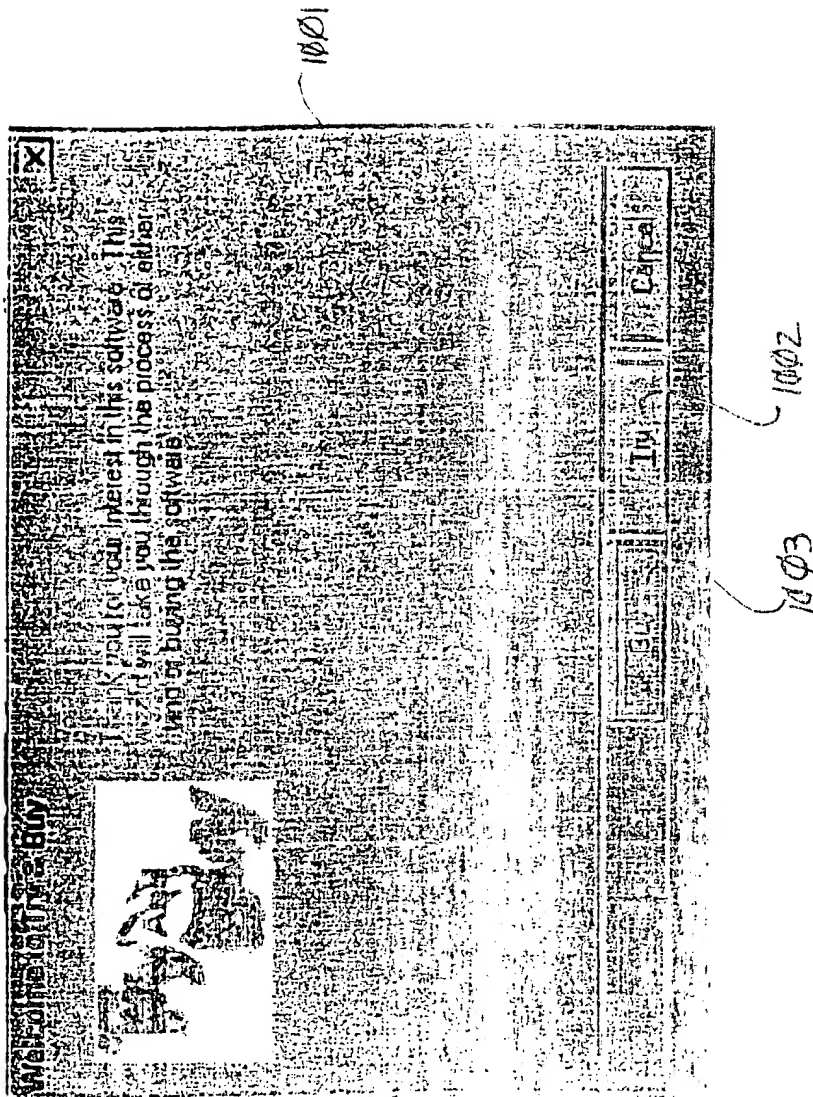 Welcome to Try - Buy
X
Thank you for your interest in this software. This
wizard will take you through the process of either
trying or buying the software.
Buy
Try
Cancel
1001
1002
1003